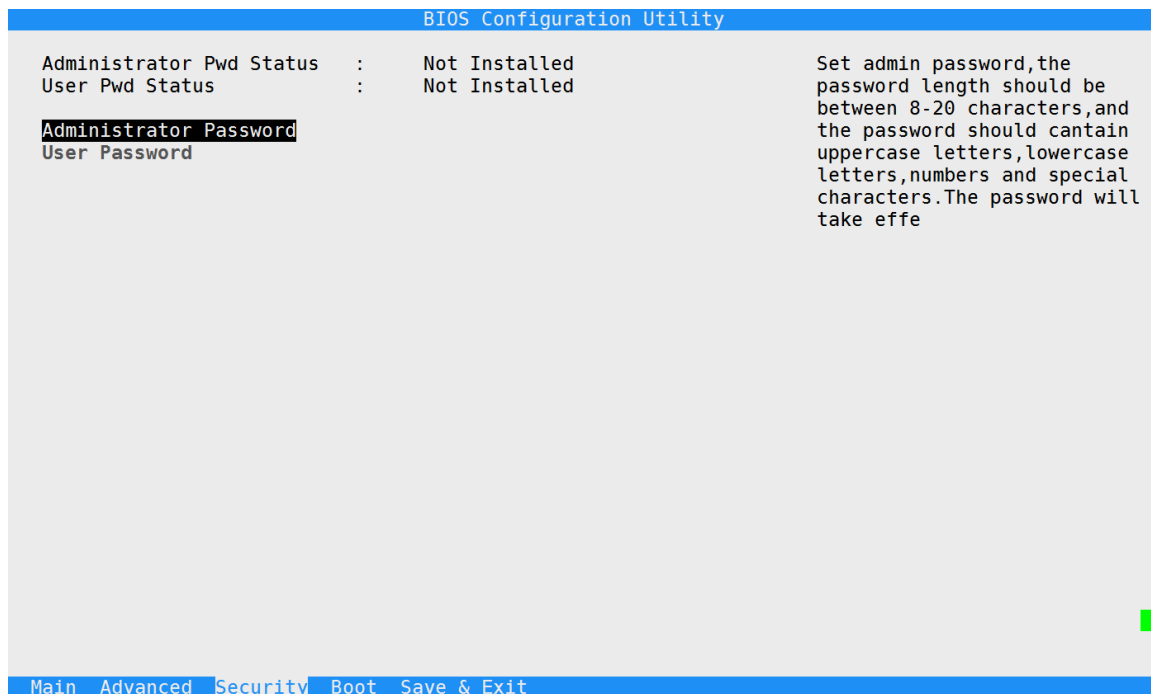 BIOS Configuration Utility
Administrator Pwd Status : Not Installed
User Pwd Status : Not Installed
Administrator Password
User Password
Set admin password,the
password length should be
between 8-20 characters,and
the password should cantain
uppercase letters,lowercase
letters,numbers and special
characters.The password will
take effe
Main Advanced Security Boot Save & Exit